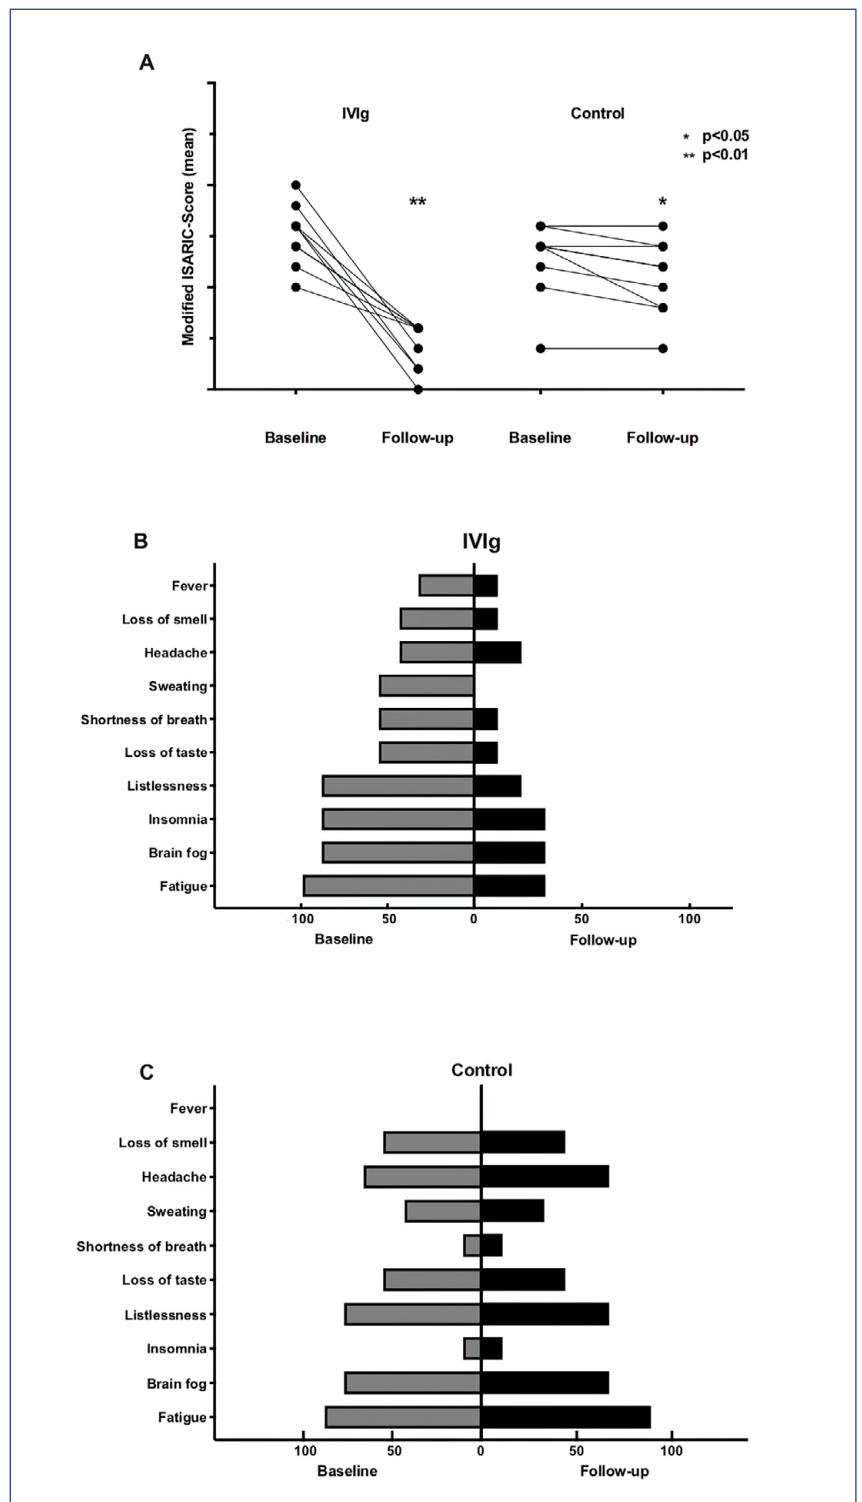 A
IVIg
Control
* p<0.05
** p<0.01
**
*
Modified ISARIC-Score (mean)
Baseline
Follow-up
Baseline
Follow-up
B
IVIg
Fever
Loss of smell
Headache
Sweating
Shortness of breath
Loss of taste
Listlessness
Insomnia
Brain fog
Fatigue
100 50 0 50 100
Baseline
Follow-up
C
Control
Fever
Loss of smell
Headache
Sweating
Shortness of breath
Loss of taste
Listlessness
Insomnia
Brain fog
Fatigue
100 50 0 50 100
Baseline
Follow-up